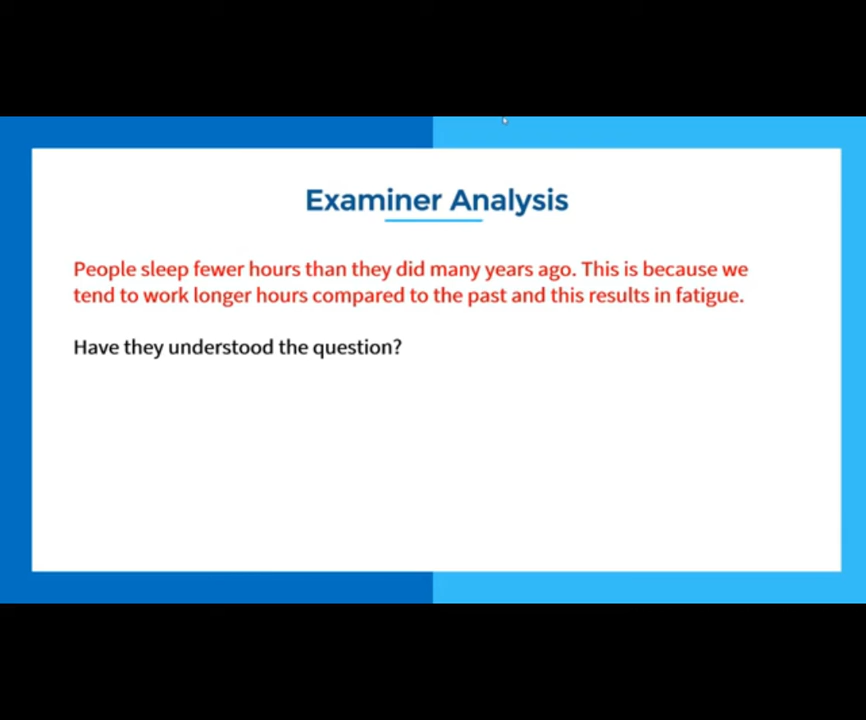 Examiner Analysis
People sleep fewer hours than they did many years ago. This is because we
tend to work longer hours compared to the past and this results in fatigue.
Have they understood the question?